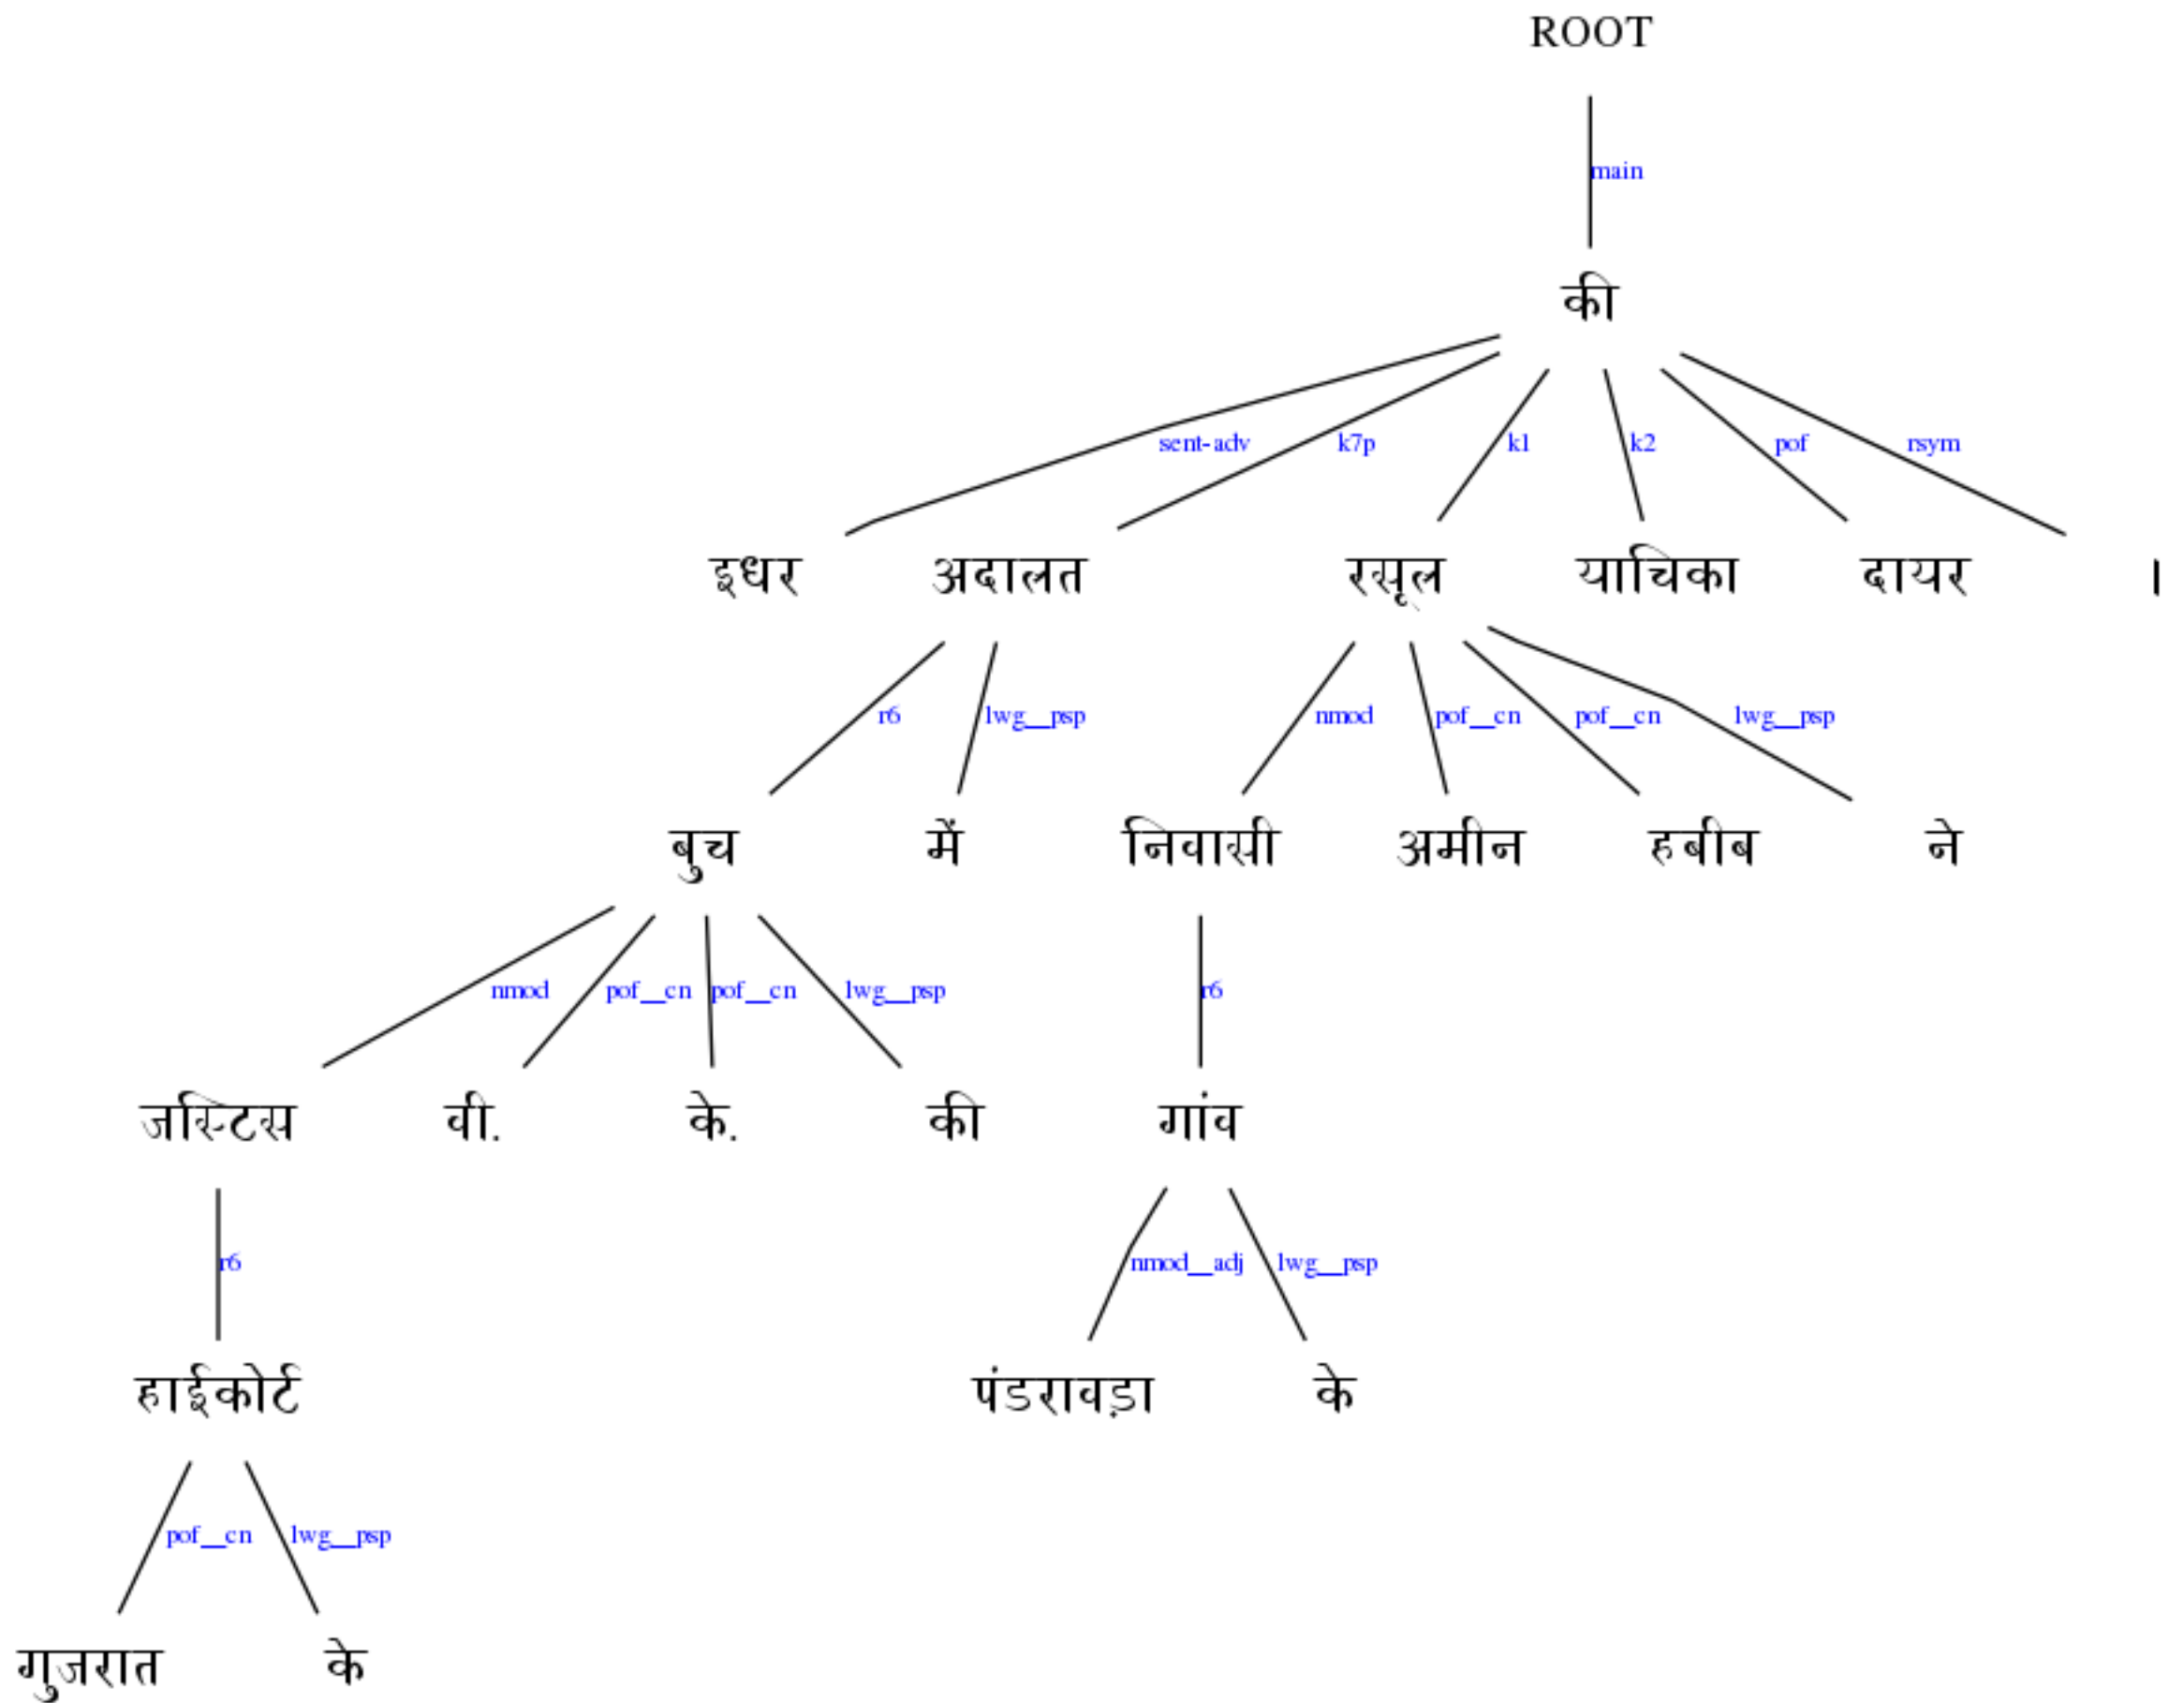 ROOT
main
की
sent-adv k7p k1 k2 pof rsym
इधर अदालत रसूल याचिका दायर ।
r6 lwg__psp nmod pof__cn pof__cn lwg__psp
बुच में निवासी अमीन हबीब ने
nmod pof__cn pof__cn lwg__psp r6
जस्टिस वी. के. की गांव
r6 nmod__adj lwg__psp
हाईकोर्ट पंडरावड़ा के
pof__cn lwg__psp
गुजरात के